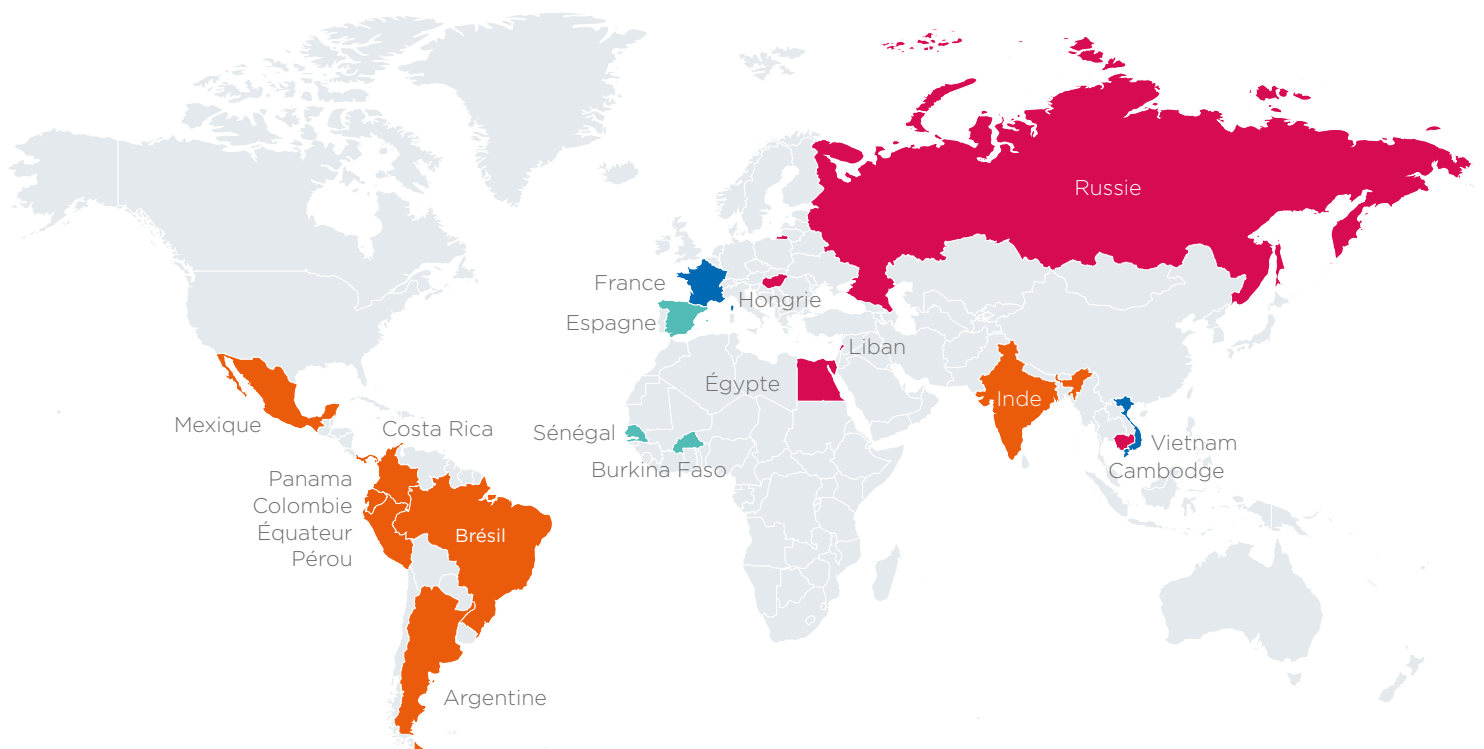 Russie
France
Hongrie
Espagne
Liban
Égypte
Inde
Mexique
Costa Rica
Sénégal
Vietnam
Burkina Faso
Cambodge
Panama
Colombie
Équateur
Pérou
Brésil
Argentine